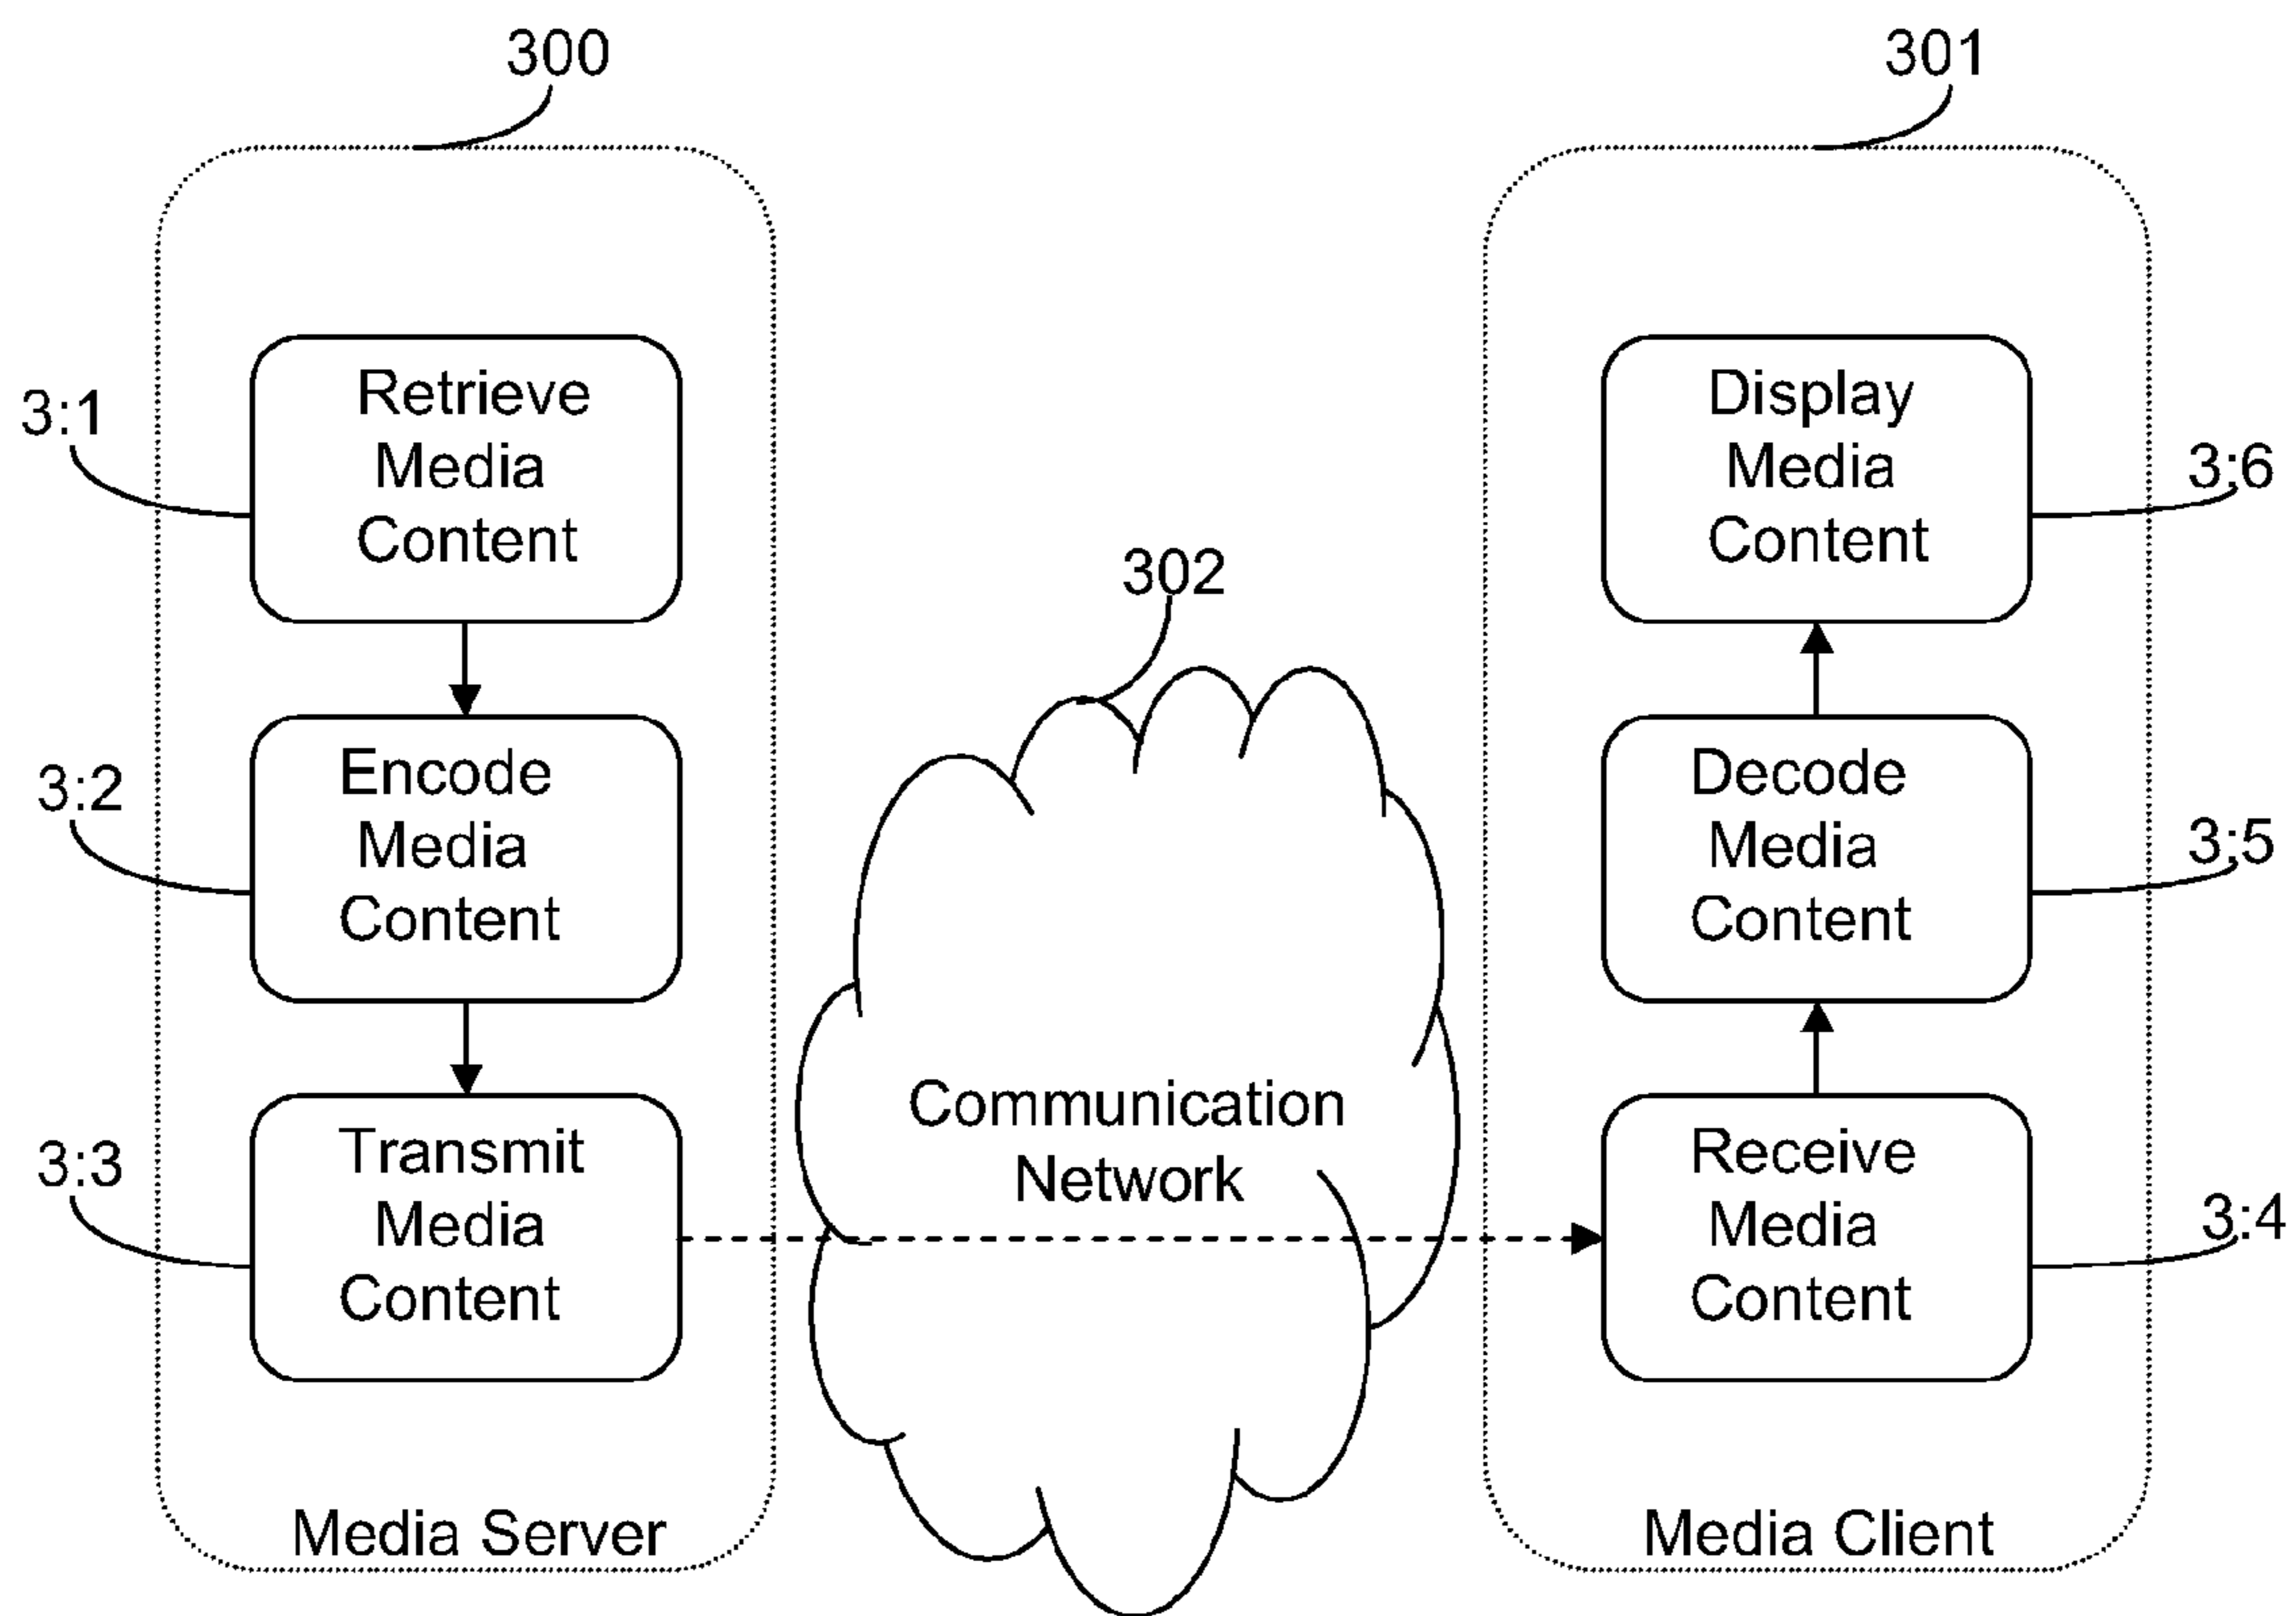 300
301
3:1
Retrieve
Media
Content
3:2
Encode
Media
Content
3:3
Transmit
Media
Content
Media Server
302
Communication
Network
Display
Media
Content
3:6
Decode
Media
Content
3:5
Receive
Media
Content
3:4
Media Client